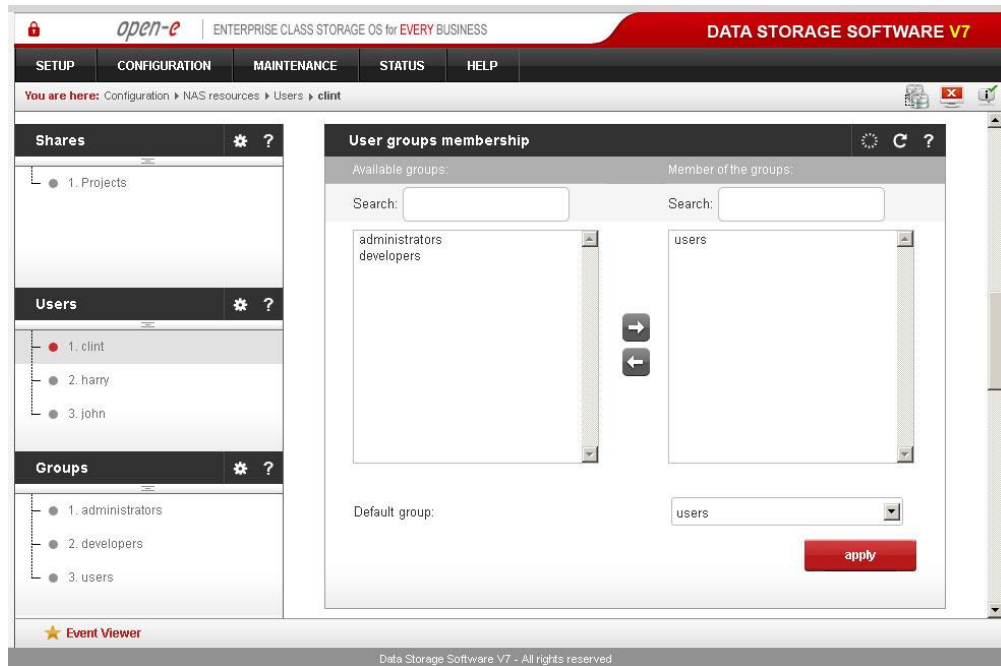 open-e ENTERPRISE CLASS STORAGE OS for EVERY BUSINESS DATA STORAGE SOFTWARE V7
SETUP CONFIGURATION MAINTENANCE STATUS HELP
You are here: Configuration NAS resources Users clint
Shares ?
1. Projects
Users ?
1. clint
2. harry
3. john
Groups ?
1. administrators
2. developers
3. users
User groups membership ?
Available groups: Member of the groups:
Search: Search:
administrators
developers
users
Default group: users
apply
Event Viewer
Data Storage Software V7 - All rights reserved